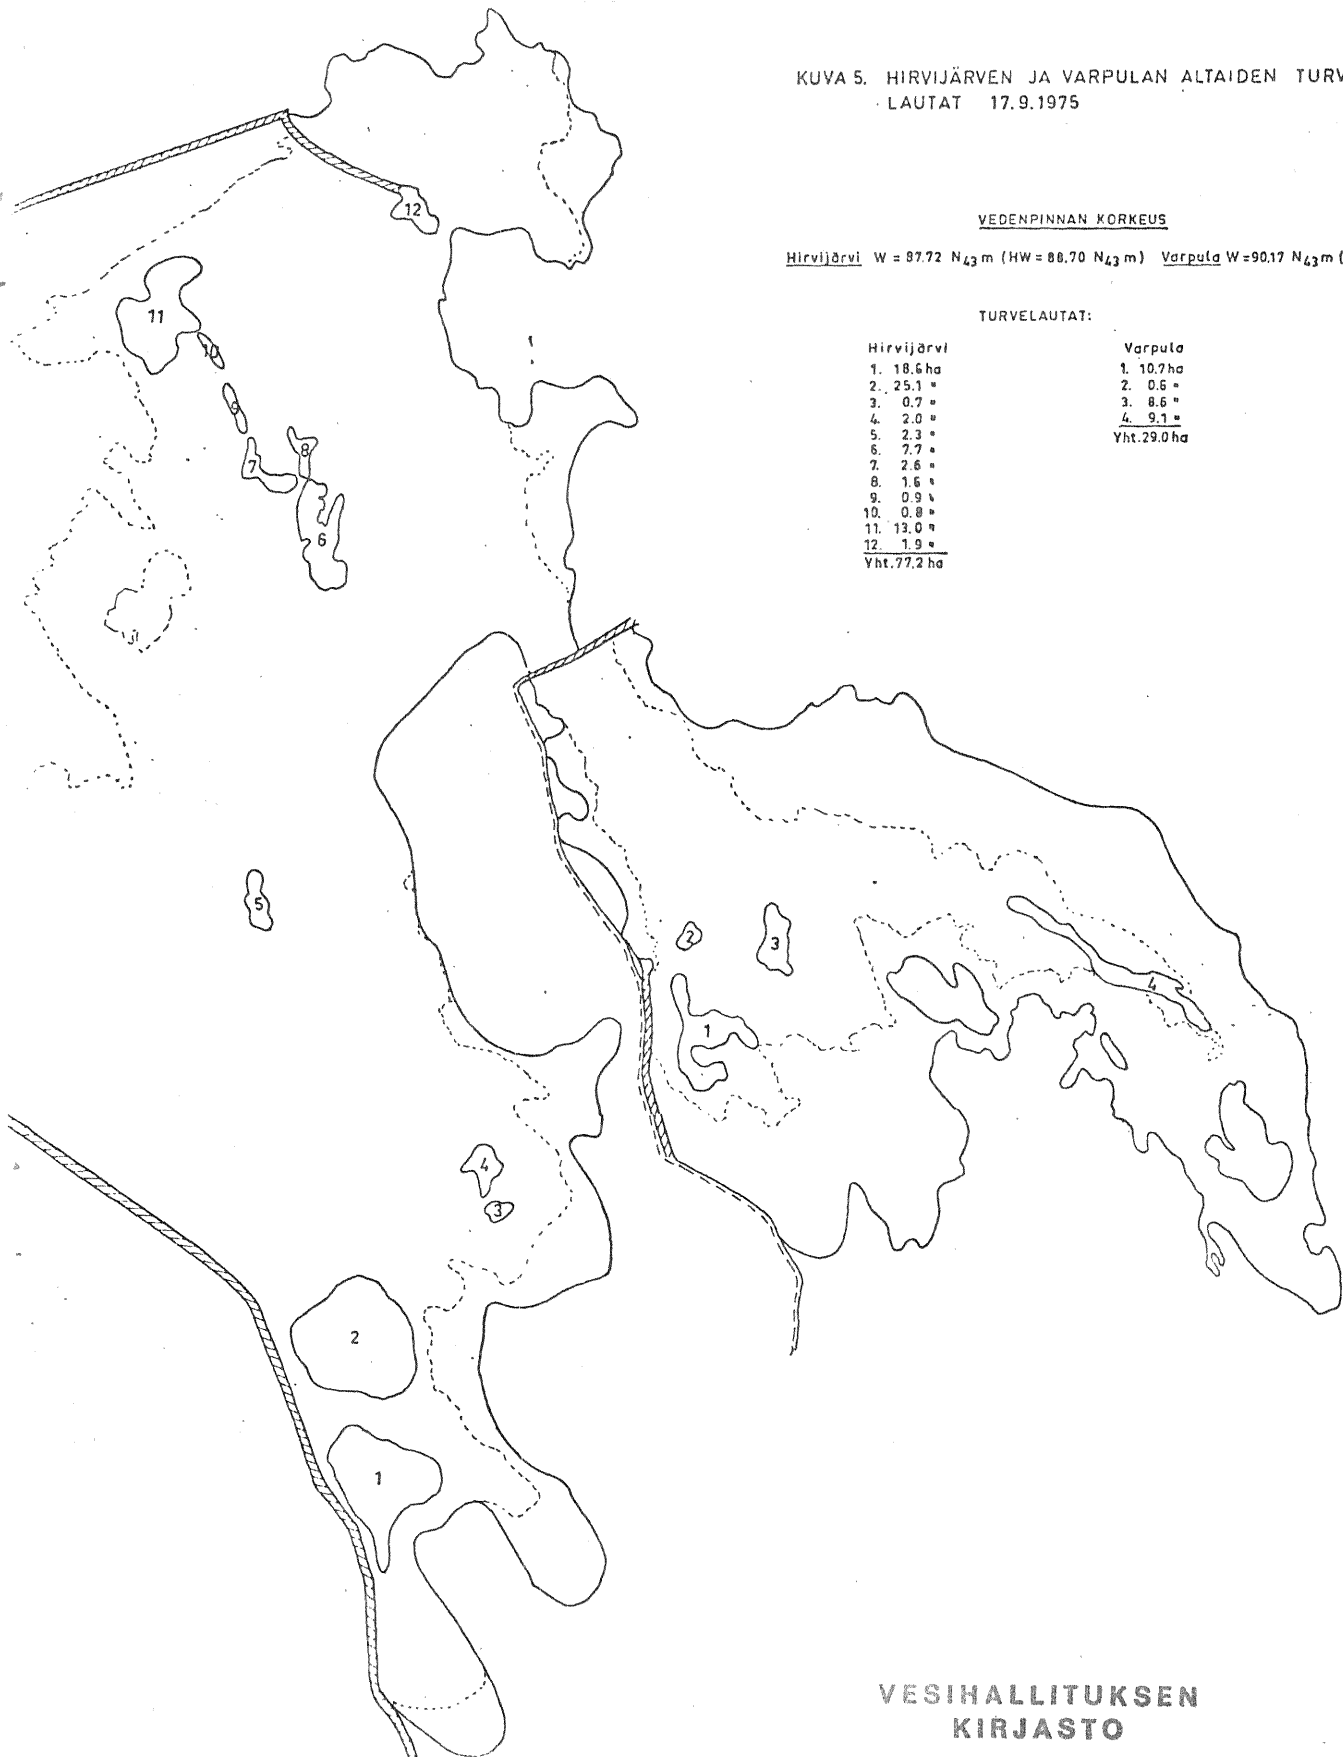 KUVA 5. HIRVIJÄRVEN JA VARPULAN ALTAIDEN TURV
LAUTAT 17.9.1975
VEDENPINNAN KORKEUS
Hirvijärvi W = 87.72 N43 m (HW = 88.70 N43 m) Varpula W = 90.17 N43 m (
TURVELAUTAT:
Hirvijärvi
1. 18.6 ha
2. 25.1 "
3. 0.7 "
4. 2.0 "
5. 2.3 "
6. 7.7 "
7. 2.6 "
8. 1.6 "
9. 0.9 "
10. 0.8 "
11. 13.0 "
12. 1.9 "
Yht. 77.2 ha
Varpula
1. 10.7 ha
2. 0.6 "
3. 8.6 "
4. 9.1 "
Yht. 29.0 ha
12
11
10
9
8
7
6
5
2
3
4
1
4
3
2
1
VESIHALLITUKSEN
KIRJASTO